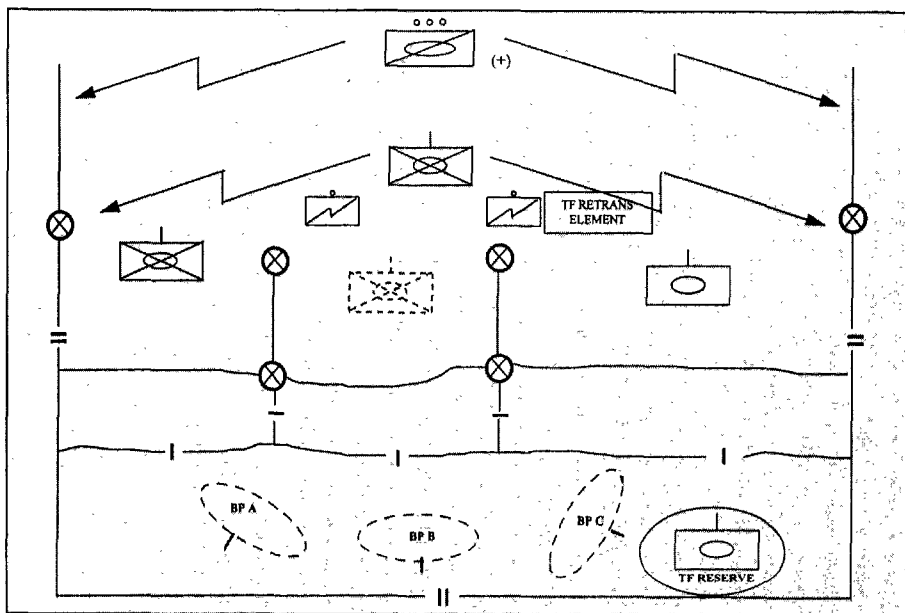 (+)
TF RETRANS
ELEMENT
BP A
BP B
BP C
TF RESERVE